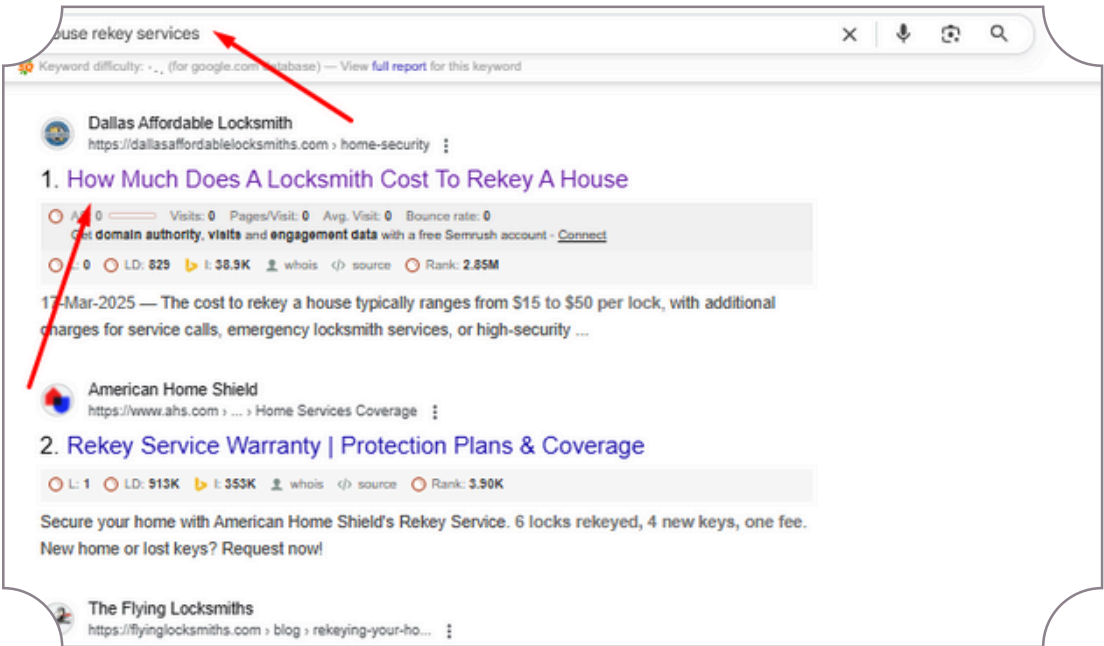 ouse rekey services
Keyword difficulty: (for google.com database) — View full report for this keyword
Dallas Affordable Locksmith
https://dallasaffordablelocksmiths.com › home-security
1. How Much Does A Locksmith Cost To Rekey A House
0 Visits: 0 Pages/Visit: 0 Avg. Visit: 0 Bounce rate: 0
Get domain authority, visits and engagement data with a free Semrush account - Connect
L: 0 LD: 829 I: 38.9K whois </> source Rank: 2.85M
17-Mar-2025 — The cost to rekey a house typically ranges from $15 to $50 per lock, with additional
charges for service calls, emergency locksmith services, or high-security ...
American Home Shield
https://www.ahs.com › ... › Home Services Coverage
2. Rekey Service Warranty | Protection Plans & Coverage
L: 1 LD: 913K I: 353K whois </> source Rank: 3.90K
Secure your home with American Home Shield's Rekey Service. 6 locks rekeyed, 4 new keys, one fee.
New home or lost keys? Request now!
The Flying Locksmiths
https://flyinglocksmiths.com › blog › rekeying-your-ho...